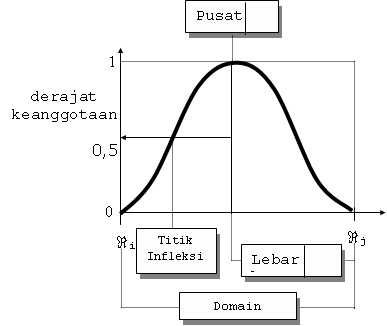 Pusat
1
derajat
keanggotaan
0,5
0
ℜi
ℜj
Titik
Infleksi
Lebar
Domain